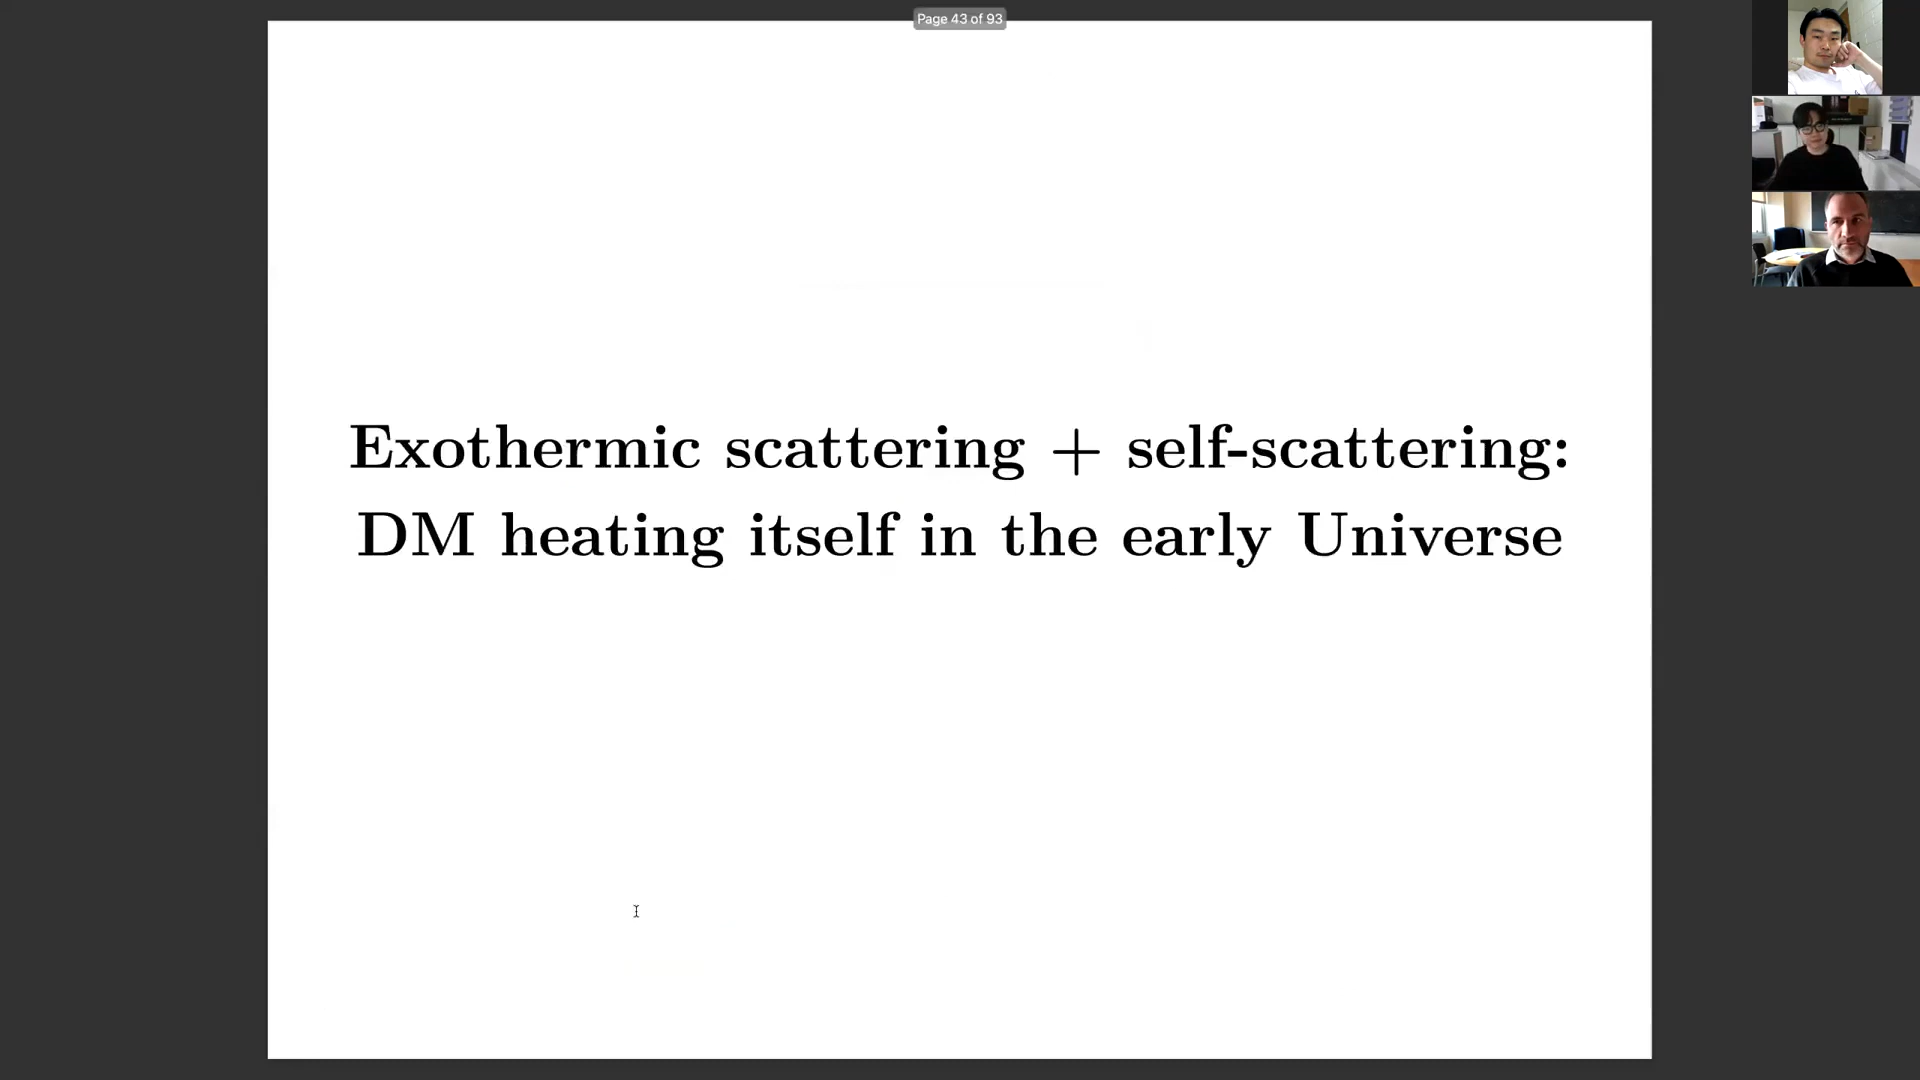 Page 43 of 93
Exothermic scattering + self-scattering:
DM heating itself in the early Universe